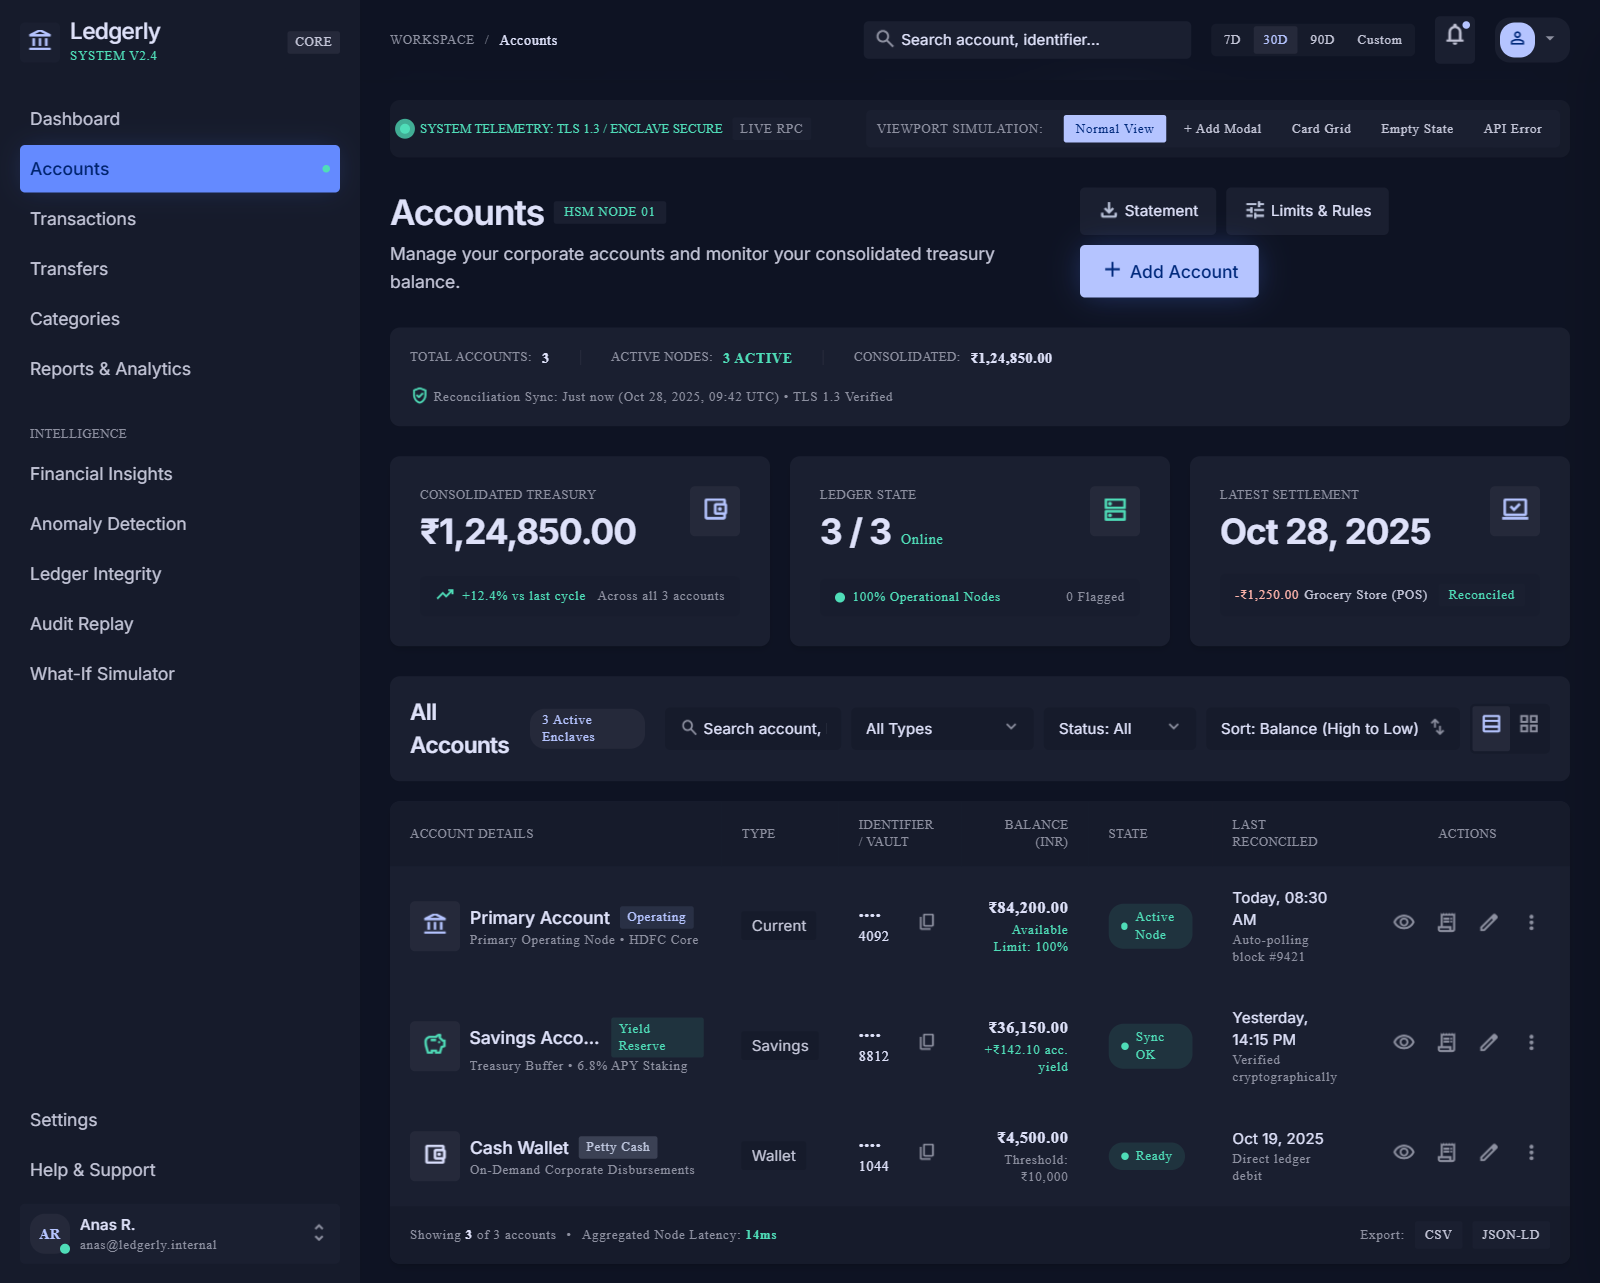 Ledgerly
SYSTEM V2.4
CORE
Dashboard
Accounts
Transactions
Transfers
Categories
Reports & Analytics
INTELLIGENCE
Financial Insights
Anomaly Detection
Ledger Integrity
Audit Replay
What-If Simulator
Settings
Help & Support
AR
Anas R.
anas@ledgerly.internal
WORKSPACE / Accounts
Search account, identifier...
7D 30D 90D Custom
SYSTEM TELEMETRY: TLS 1.3 / ENCLAVE SECURE LIVE RPC
VIEWPORT SIMULATION: Normal View + Add Modal Card Grid Empty State API Error
Accounts HSM NODE 01
Manage your corporate accounts and monitor your consolidated treasury
balance.
Statement Limits & Rules
+ Add Account
TOTAL ACCOUNTS: 3 ACTIVE NODES: 3 ACTIVE CONSOLIDATED: ₹1,24,850.00
Reconciliation Sync: Just now (Oct 28, 2025, 09:42 UTC) • TLS 1.3 Verified
CONSOLIDATED TREASURY
₹1,24,850.00
+12.4% vs last cycle Across all 3 accounts
LEDGER STATE
3 / 3 Online
100% Operational Nodes 0 Flagged
LATEST SETTLEMENT
Oct 28, 2025
-₹1,250.00 Grocery Store (POS) Reconciled
All
Accounts
3 Active
Enclaves
Search account,
All Types
Status: All
Sort: Balance (High to Low)
ACCOUNT DETAILS TYPE IDENTIFIER
/ VAULT BALANCE
(INR) STATE LAST
RECONCILED ACTIONS
Primary Account Operating
Primary Operating Node • HDFC Core
Current
••••
4092
₹84,200.00
Available
Limit: 100%
Active
Node
Today, 08:30
AM
Auto-polling
block #9421
Savings Acco... Yield
Reserve
Treasury Buffer • 6.8% APY Staking
Savings
••••
8812
₹36,150.00
+₹142.10 acc.
yield
Sync
OK
Yesterday,
14:15 PM
Verified
cryptographically
Cash Wallet Petty Cash
On-Demand Corporate Disbursements
Wallet
••••
1044
₹4,500.00
Threshold:
₹10,000
Ready
Oct 19, 2025
Direct ledger
debit
Showing 3 of 3 accounts • Aggregated Node Latency: 14ms
Export: CSV JSON-LD